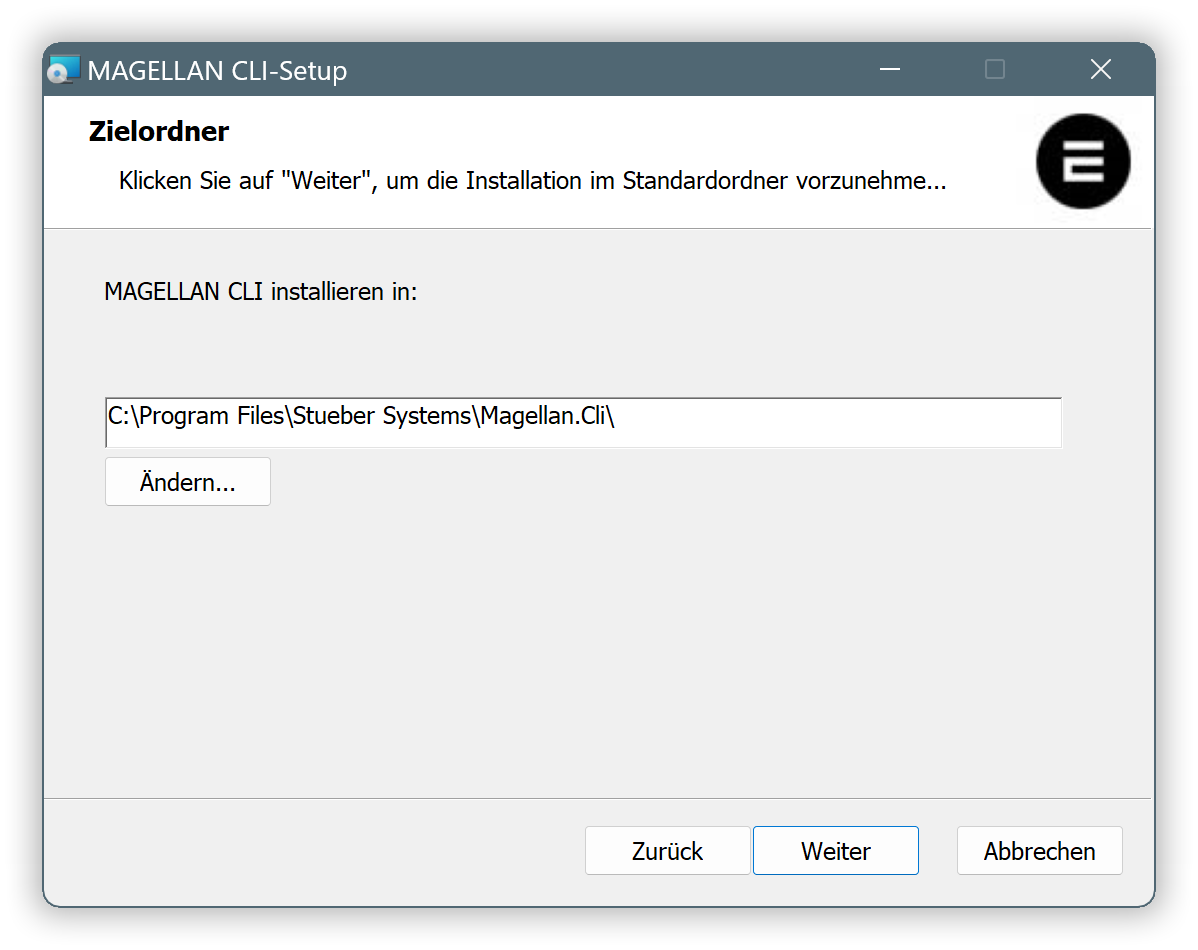 MAGELLAN CLI-Setup
Zielordner
Klicken Sie auf "Weiter", um die Installation im Standardordner vorzunehme...
MAGELLAN CLI installieren in:
C:\Program Files\Stueber Systems\Magellan.Cli\
Ändern...
Zurück
Weiter
Abbrechen